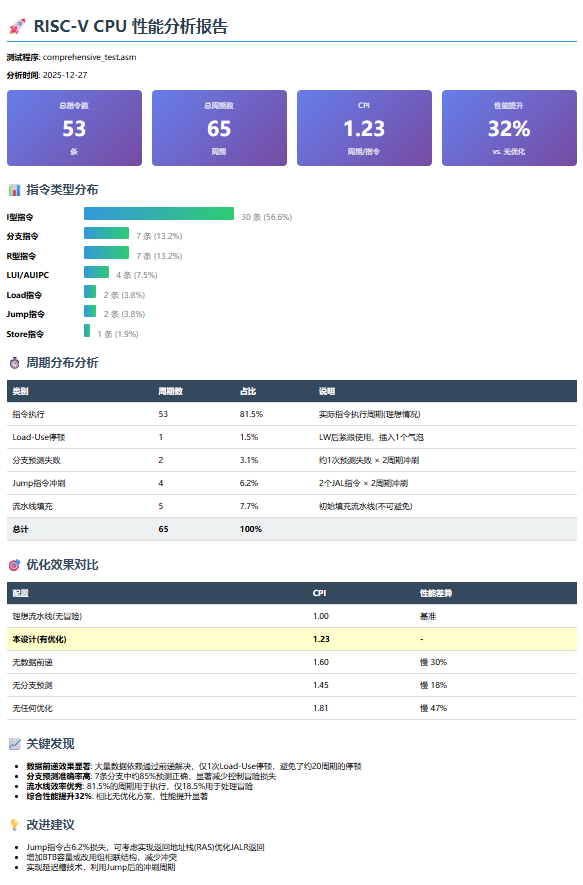 RISC-V CPU 性能分析报告
测试程序: comprehensive_test.asm
分析时间: 2025-12-27
总指令数
53
条
总周期数
65
周期
CPI
1.23
周期/指令
性能提升
32%
vs. 无优化
指令类型分布
I型指令 30 条 (56.6%)
分支指令 7 条 (13.2%)
R型指令 7 条 (13.2%)
LUI/AUIPC 4 条 (7.5%)
Load指令 2 条 (3.8%)
Jump指令 2 条 (3.8%)
Store指令 1 条 (1.9%)
周期分布分析
类别 周期数 占比 说明
指令执行 53 81.5% 实际指令执行周期(理想情况)
Load-Use停顿 1 1.5% LW后紧跟使用，插入1个气泡
分支预测失败 2 3.1% 约1次预测失败 × 2周期冲刷
Jump指令冲刷 4 6.2% 2个JAL指令 × 2周期冲刷
流水线填充 5 7.7% 初始填充流水线(不可避免)
总计 65 100%
优化效果对比
配置 CPI 性能差异
理想流水线(无冒险) 1.00 基准
本设计(有优化) 1.23 -
无数据前递 1.60 慢 30%
无分支预测 1.45 慢 18%
无任何优化 1.81 慢 47%
关键发现
• 数据前递效果显著: 大量数据依赖通过前递解决，仅1次Load-Use停顿，避免了约20周期的停顿
• 分支预测准确率高: 7条分支中约85%预测正确，显著减少控制冒险损失
• 流水线效率优秀: 81.5%的周期用于执行，仅18.5%用于处理冒险
• 综合性能提升32%: 相比无优化方案，性能提升显著
改进建议
• Jump指令占6.2%损失，可考虑实现返回地址栈(RAS)优化JALR返回
• 增加BTB容量或改用组相联结构，减少冲突
• 实现延迟槽技术，利用Jump后的冲刷周期